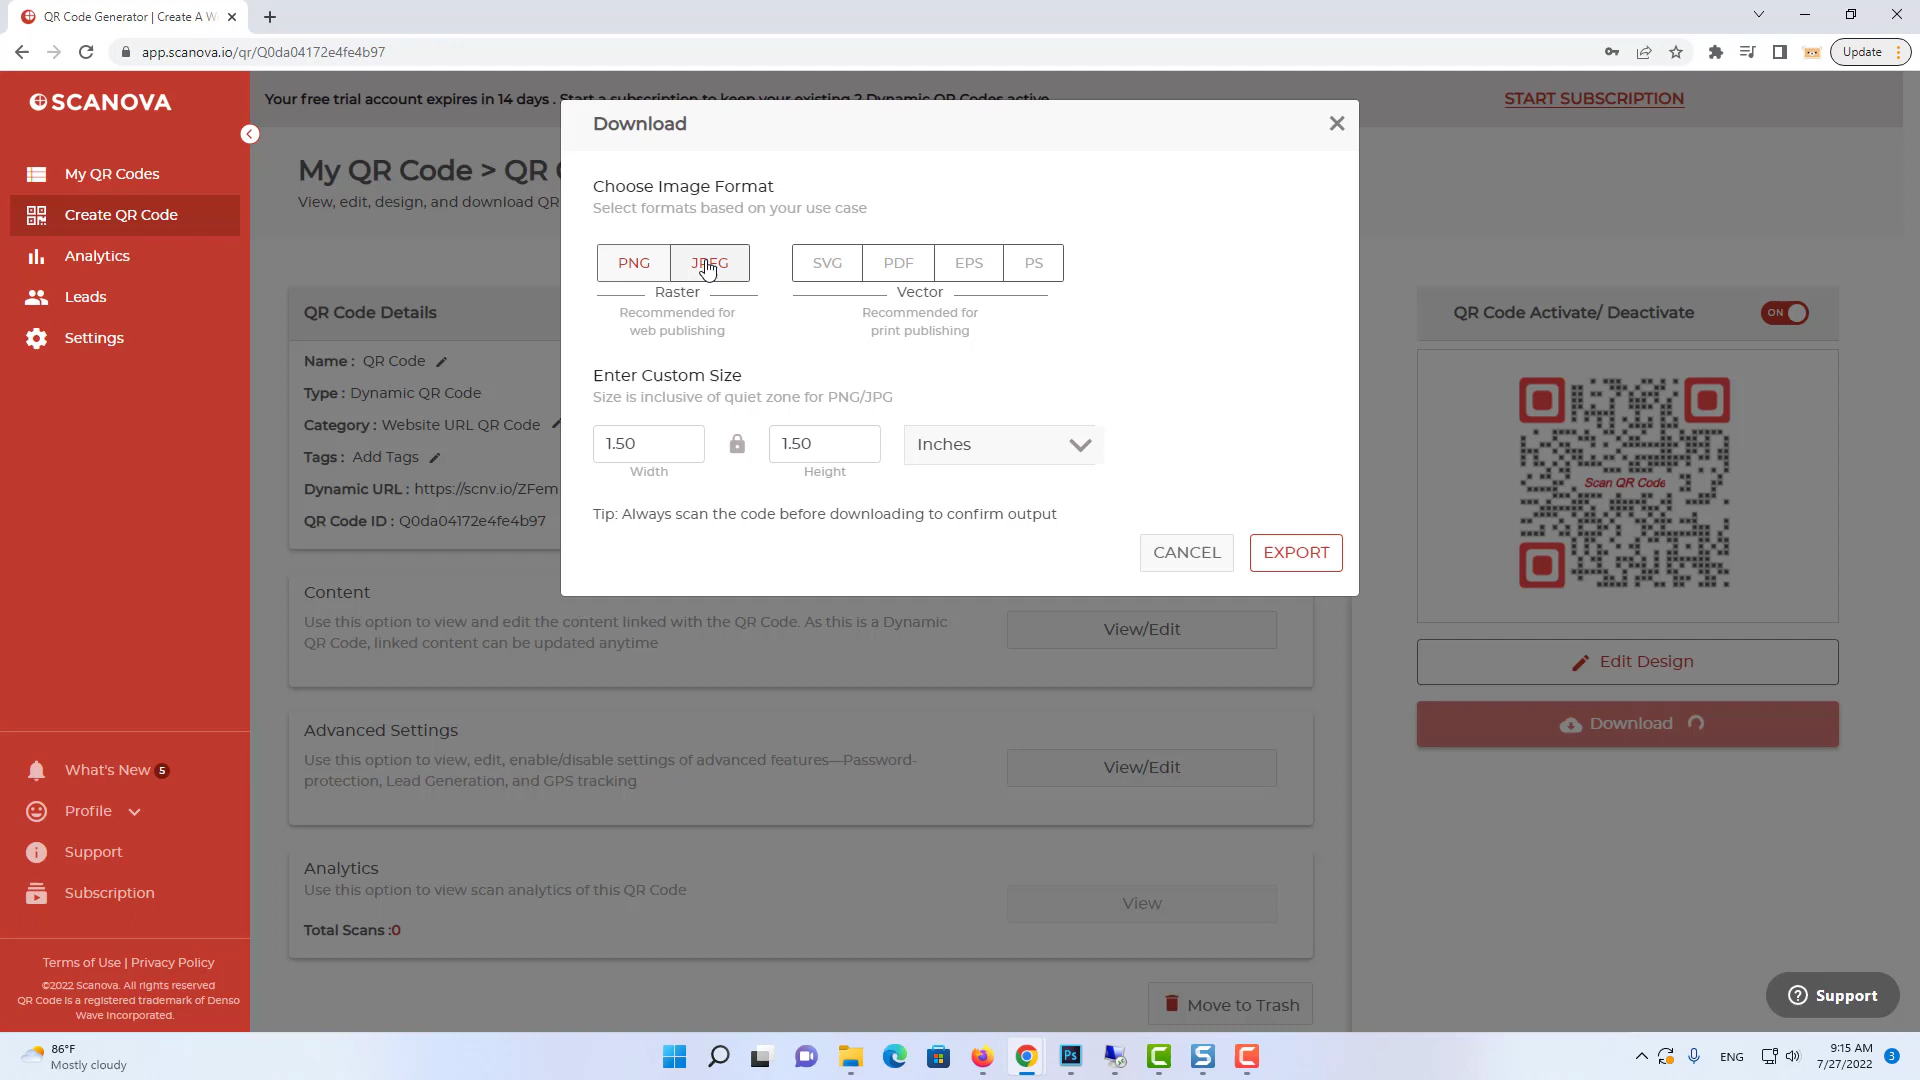 QR Code Generator | Create A W
app.scanova.io/qr/Q0da04172e4fe4b97
Update
SCANOVA
My QR Codes
Create QR Code
Analytics
Leads
Settings
What's New 5
Profile
Support
Subscription
Terms of Use | Privacy Policy
©2022 Scanova. All rights reserved
QR Code is a registered trademark of Denso
Wave Incorporated.
Your free trial account expires in 14 days . Start a subscription to keep your existing 2 Dynamic QR Codes active
START SUBSCRIPTION
My QR Code > QR
View, edit, design, and download QR
QR Code Details
Name : QR Code
Type : Dynamic QR Code
Category : Website URL QR Code
Tags : Add Tags
Dynamic URL : https://scnv.io/ZFem
QR Code ID : Q0da04172e4fe4b97
Content
Use this option to view and edit the content linked with the QR Code. As this is a Dynamic
QR Code, linked content can be updated anytime
View/Edit
Advanced Settings
Use this option to view, edit, enable/disable settings of advanced features—Password-
protection, Lead Generation, and GPS tracking
View/Edit
Analytics
Use this option to view scan analytics of this QR Code
Total Scans :0
View
Move to Trash
Download
Choose Image Format
Select formats based on your use case
PNG JPEG SVG PDF EPS PS
Raster Vector
Recommended for
web publishing
Recommended for
print publishing
Enter Custom Size
Size is inclusive of quiet zone for PNG/JPG
1.50 1.50 Inches
Width Height
Tip: Always scan the code before downloading to confirm output
CANCEL EXPORT
QR Code Activate/ Deactivate
ON
Scan QR Code
Edit Design
Download
Support
86°F
Mostly cloudy
Ps
S
C
C
ENG
9:15 AM
7/27/2022
3